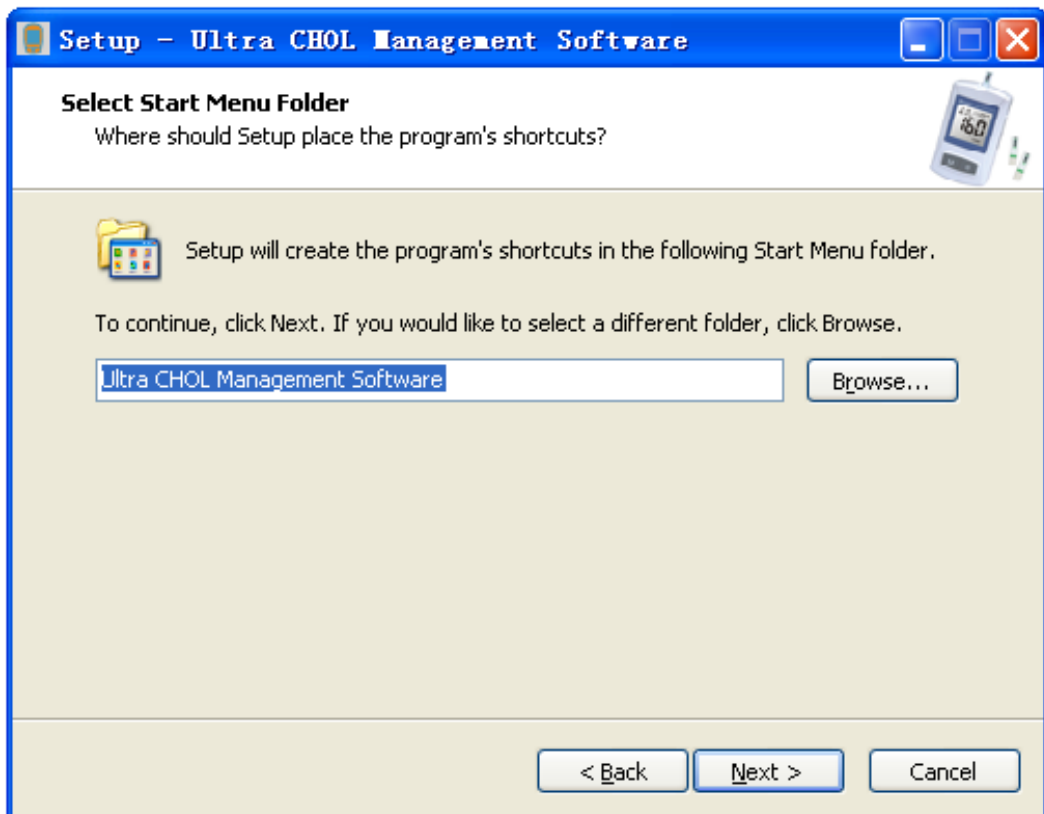 Setup - Ultra CHOL Management Software
Select Start Menu Folder
Where should Setup place the program's shortcuts?
160
Setup will create the program's shortcuts in the following Start Menu folder.
To continue, click Next. If you would like to select a different folder, click Browse.
Ultra CHOL Management Software
Browse...
< Back
Next >
Cancel